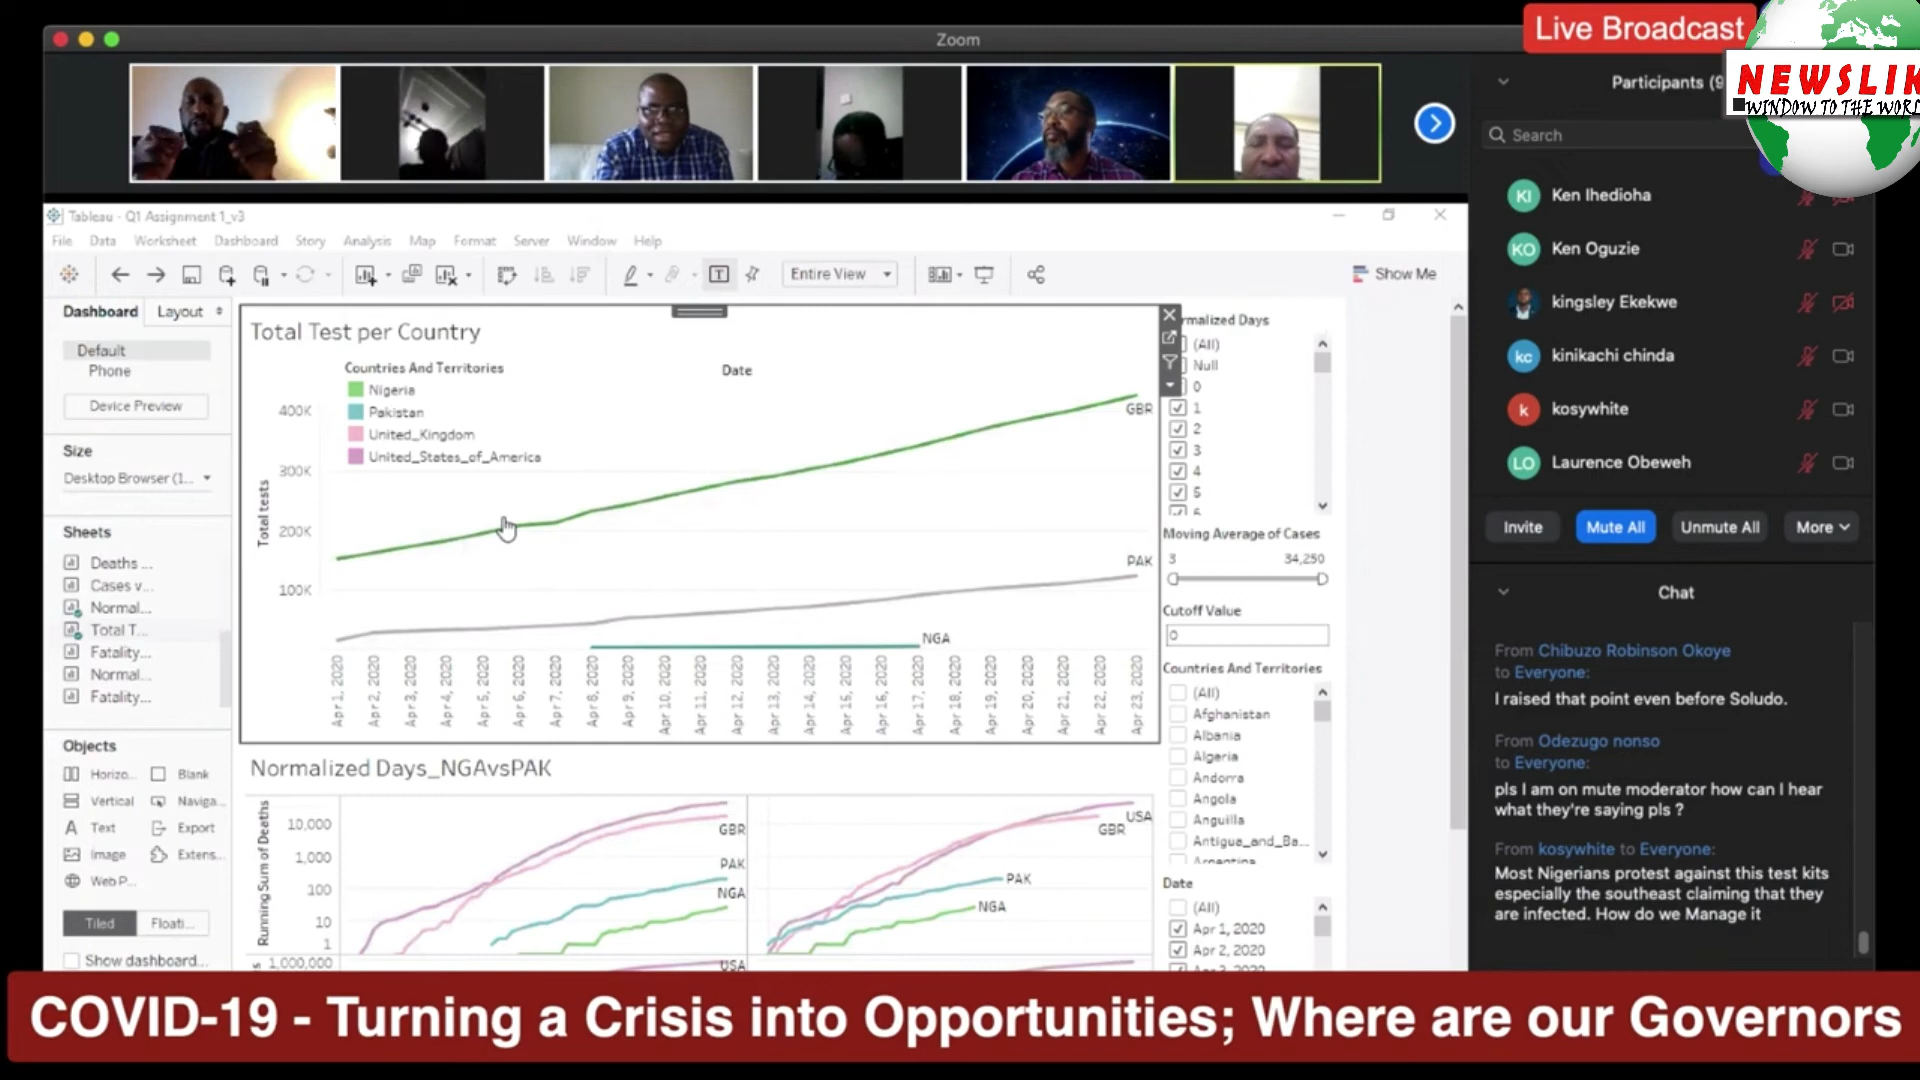 Zoom
Live Broadcast
NEWSLIK
WINDOW TO THE WORL
Participants (9
Search
KI Ken Ihedioha
KO Ken Oguzie
kingsley Ekekwe
kc kinikachi chinda
k kosywhite
LO Laurence Obeweh
Invite Mute All Unmute All More
Chat
From Chibuzo Robinson Okoye
to Everyone:
I raised that point even before Soludo.
From Odezugo nonso
to Everyone:
pls I am on mute moderator how can I hear
what they're saying pls ?
From kosywhite to Everyone:
Most Nigerians protest against this test kits
especially the southeast claiming that they
are infected. How do we Manage it
Tableau - Q1 Assignment 1_v3
File Data Worksheet Dashboard Story Analysis Map Format Server Window Help
Entire View
Show Me
Dashboard Layout
Default
Phone
Device Preview
Size
Desktop Browser (1...
Sheets
Deaths ...
Cases v...
Normal...
Total T...
Fatality...
Normal...
Fatality...
Objects
Horizo... Blank
Vertical Naviga...
A Text Export
Image Extens...
Web P...
Tiled Floati...
Show dashboard...
Total Test per Country
Countries And Territories
Nigeria
Pakistan
United_Kingdom
United_States_of_America
Date
Total tests
400K
300K
200K
100K
GBR
PAK
NGA
Apr 1, 2020
Apr 2, 2020
Apr 3, 2020
Apr 4, 2020
Apr 5, 2020
Apr 6, 2020
Apr 7, 2020
Apr 8, 2020
Apr 9, 2020
Apr 10, 2020
Apr 11, 2020
Apr 12, 2020
Apr 13, 2020
Apr 14, 2020
Apr 15, 2020
Apr 16, 2020
Apr 17, 2020
Apr 18, 2020
Apr 19, 2020
Apr 20, 2020
Apr 21, 2020
Apr 22, 2020
Apr 23, 2020
Normalized Days_NGAvsPAK
Running Sum of Deaths
10,000
1,000
100
10
1
1,000,000
GBR
PAK
NGA
USA
USA
GBR
PAK
NGA
rmalized Days
(All)
Null
0
1
2
3
4
5
Moving Average of Cases
3 34,250
Cutoff Value
0
Countries And Territories
(All)
Afghanistan
Albania
Algeria
Andorra
Angola
Anguilla
Antigua_and_Ba...
Argentina
Date
(All)
Apr 1, 2020
Apr 2, 2020
COVID-19 - Turning a Crisis into Opportunities; Where are our Governors